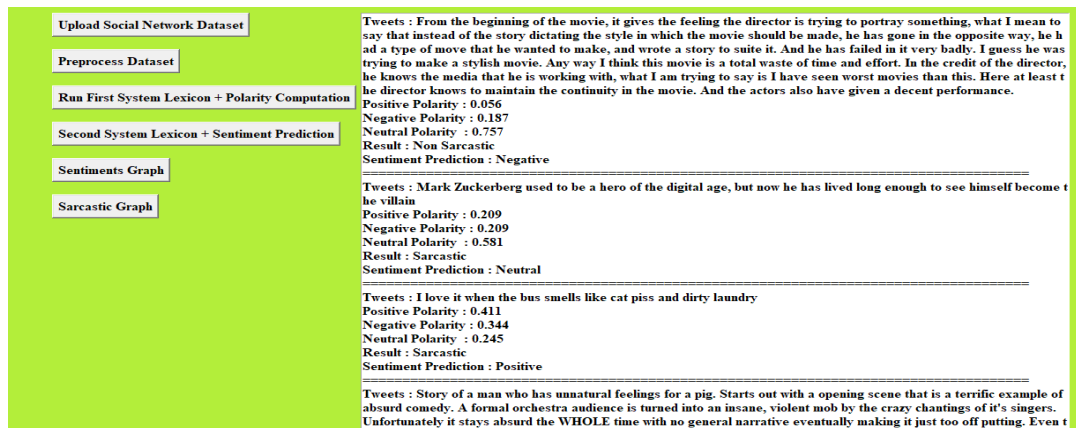 Upload Social Network Dataset
Preprocess Dataset
Run First System Lexicon + Polarity Computation
Second System Lexicon + Sentiment Prediction
Sentiments Graph
Sarcastic Graph
Tweets : From the beginning of the movie, it gives the feeling the director is trying to portray something, what I mean to
say that instead of the story dictating the style in which the movie should be made, he has gone in the opposite way, he h
ad a type of move that he wanted to make, and wrote a story to suite it. And he has failed in it very badly. I guess he was
trying to make a stylish movie. Any way I think this movie is a total waste of time and effort. In the credit of the director,
he knows the media that he is working with, what I am trying to say is I have seen worst movies than this. Here at least t
he director knows to maintain the continuity in the movie. And the actors also have given a decent performance.
Positive Polarity : 0.056
Negative Polarity : 0.187
Neutral Polarity  : 0.757
Result : Non Sarcastic
Sentiment Prediction : Negative
Tweets : Mark Zuckerberg used to be a hero of the digital age, but now he has lived long enough to see himself become t
he villain
Positive Polarity : 0.209
Negative Polarity : 0.209
Neutral Polarity  : 0.581
Result : Sarcastic
Sentiment Prediction : Neutral
Tweets : I love it when the bus smells like cat piss and dirty laundry
Positive Polarity : 0.411
Negative Polarity : 0.344
Neutral Polarity  : 0.245
Result : Sarcastic
Sentiment Prediction : Positive
Tweets : Story of a man who has unnatural feelings for a pig. Starts out with a opening scene that is a terrific example of
absurd comedy. A formal orchestra audience is turned into an insane, violent mob by the crazy chantings of it's singers.
Unfortunately it stays absurd the WHOLE time with no general narrative eventually making it just too off putting. Even t